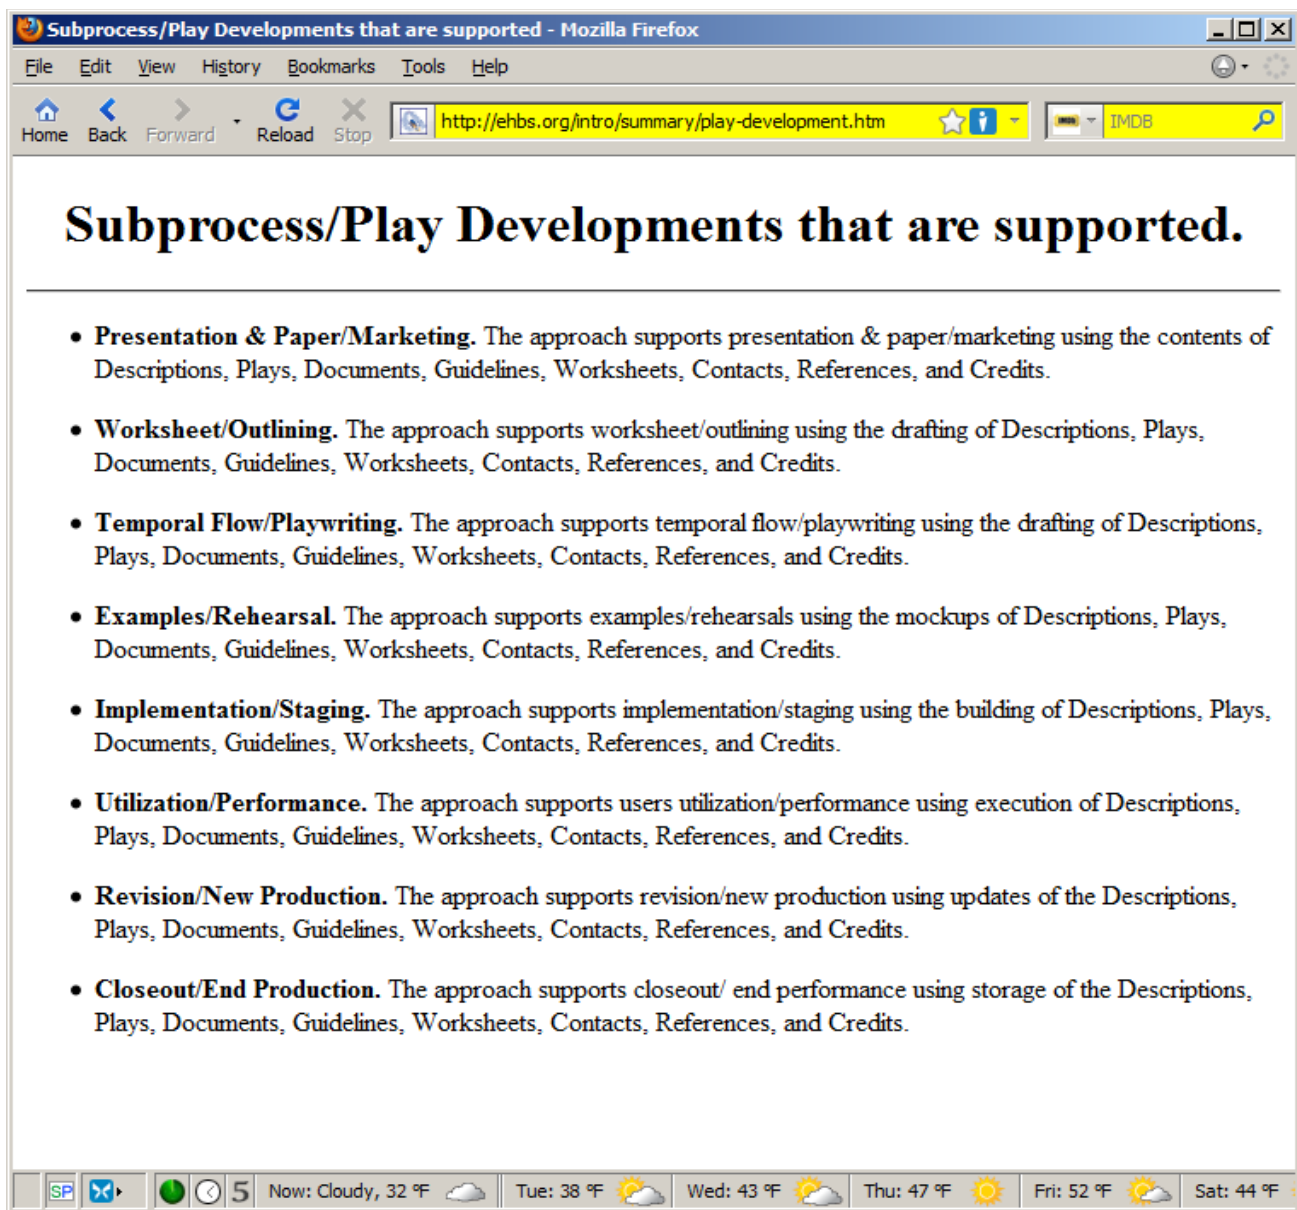 Subprocess/Play Developments that are supported - Mozilla Firefox
File Edit View History Bookmarks Tools Help
Home Back Forward Reload Stop http://ehbs.org/intro/summary/play-development.htm IMDB
Subprocess/Play Developments that are supported.
• Presentation & Paper/Marketing. The approach supports presentation & paper/marketing using the contents of
Descriptions, Plays, Documents, Guidelines, Worksheets, Contacts, References, and Credits.
• Worksheet/Outlining. The approach supports worksheet/outlining using the drafting of Descriptions, Plays,
Documents, Guidelines, Worksheets, Contacts, References, and Credits.
• Temporal Flow/Playwriting. The approach supports temporal flow/playwriting using the drafting of Descriptions,
Plays, Documents, Guidelines, Worksheets, Contacts, References, and Credits.
• Examples/Rehearsal. The approach supports examples/rehearsals using the mockups of Descriptions, Plays,
Documents, Guidelines, Worksheets, Contacts, References, and Credits.
• Implementation/Staging. The approach supports implementation/staging using the building of Descriptions, Plays,
Documents, Guidelines, Worksheets, Contacts, References, and Credits.
• Utilization/Performance. The approach supports users utilization/performance using execution of Descriptions,
Plays, Documents, Guidelines, Worksheets, Contacts, References, and Credits.
• Revision/New Production. The approach supports revision/new production using updates of the Descriptions,
Plays, Documents, Guidelines, Worksheets, Contacts, References, and Credits.
• Closeout/End Production. The approach supports closeout/ end performance using storage of the Descriptions,
Plays, Documents, Guidelines, Worksheets, Contacts, References, and Credits.
SP 5 Now: Cloudy, 32 °F Tue: 38 °F Wed: 43 °F Thu: 47 °F Fri: 52 °F Sat: 44 °F